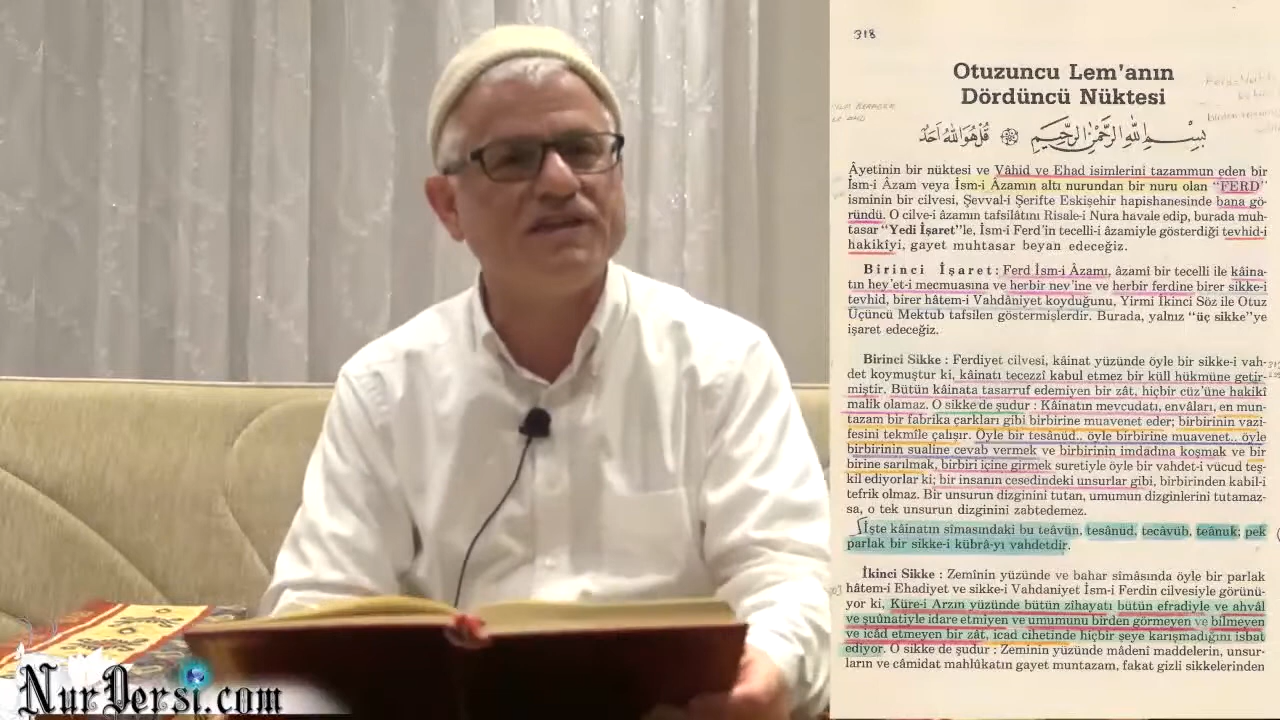 318
Otuzuncu Lem'anın
Dördüncü Nüktesi
بِسْمِ اللّٰهِ الرَّحْمٰنِ الرَّحِيمِ ۞ قُلْ هُوَ اللّٰهُ اَحَدٌ
Âyetinin bir nüktesi ve Vâhid ve Ehad isimlerini tazammun eden bir
İsm-i Âzam veya İsm-i Âzamın altı nurundan bir nuru olan "FERD"
isminin bir cilvesi, Şevval-i Şerifte Eskişehir hapishanesinde bana gö-
ründü. O cilve-i âzamın tafsilâtını Risale-i Nura havale edip, burada muh-
tasar "Yedi İşaret"le, İsm-i Ferd'in tecelli-i âzamiyle gösterdiği tevhid-i
hakikîyi, gayet muhtasar beyan edeceğiz.
Birinci İşaret: Ferd İsm-i Âzamı, âzamî bir tecelli ile kâina-
tın hey'et-i mecmuasına ve herbir nev'ine ve herbir ferdine birer sikke-i
tevhid, birer hâtem-i Vahdâniyet koyduğunu, Yirmi İkinci Söz ile Otuz
Üçüncü Mektub tafsilen göstermişlerdir. Burada, yalnız "üç sikke"ye
işaret edeceğiz.
Birinci Sikke : Ferdiyet cilvesi, kâinat yüzünde öyle bir sikke-i vah-
det koymuştur ki, kâinatı tecezzî kabul etmez bir küll hükmüne getir-
miştir. Bütün kâinata tasarruf edemiyen bir zât, hiçbir cüz'üne hakikî
malik olamaz. O sikke de şudur : Kâinatın mevcudatı, envâları, en mun-
tazam bir fabrika çarkları gibi birbirine muavenet eder; birbirinin vazi-
fesini tekmîle çalışır. Öyle bir tesânüd.. öyle birbirine muavenet.. öyle
birbirinin sualine cevab vermek ve birbirinin imdadına koşmak ve bir
birine sarılmak, birbiri içine girmek suretiyle öyle bir vahdet-i vücud teş-
kil ediyorlar ki; bir insanın cesedindeki unsurlar gibi, birbirinden kabil-i
tefrik olmaz. Bir unsurun dizginini tutan, umumun dizginlerini tutamaz-
sa, o tek unsurun dizginini zabtedemez.
İşte kâinatın sîmasındaki bu teâvün, tesânüd, tecâvüb, teânuk; pek
parlak bir sikke-i kübrâ-yı vahdetdir.
İkinci Sikke : Zemînin yüzünde ve bahar sîmâsında öyle bir parlak
hâtem-i Ehadiyet ve sikke-i Vahdaniyet İsm-i Ferdin cilvesiyle görünü-
yor ki, Küre-i Arzın yüzünde bütün zîhayatı bütün efradiyle ve ahvâl
ve şuûnatiyle idare etmiyen ve umumunu birden görmeyen ve bilmeyen
ve icâd etmeyen bir zât, icad cihetinde hiçbir şeye karışmadığını isbat
ediyor. O sikke de şudur : Zeminin yüzünde mâdenî maddelerin, unsur-
ların ve câmidat mahlûkatın gayet muntazam, fakat gizli sikkelerinden
NurDersi.com